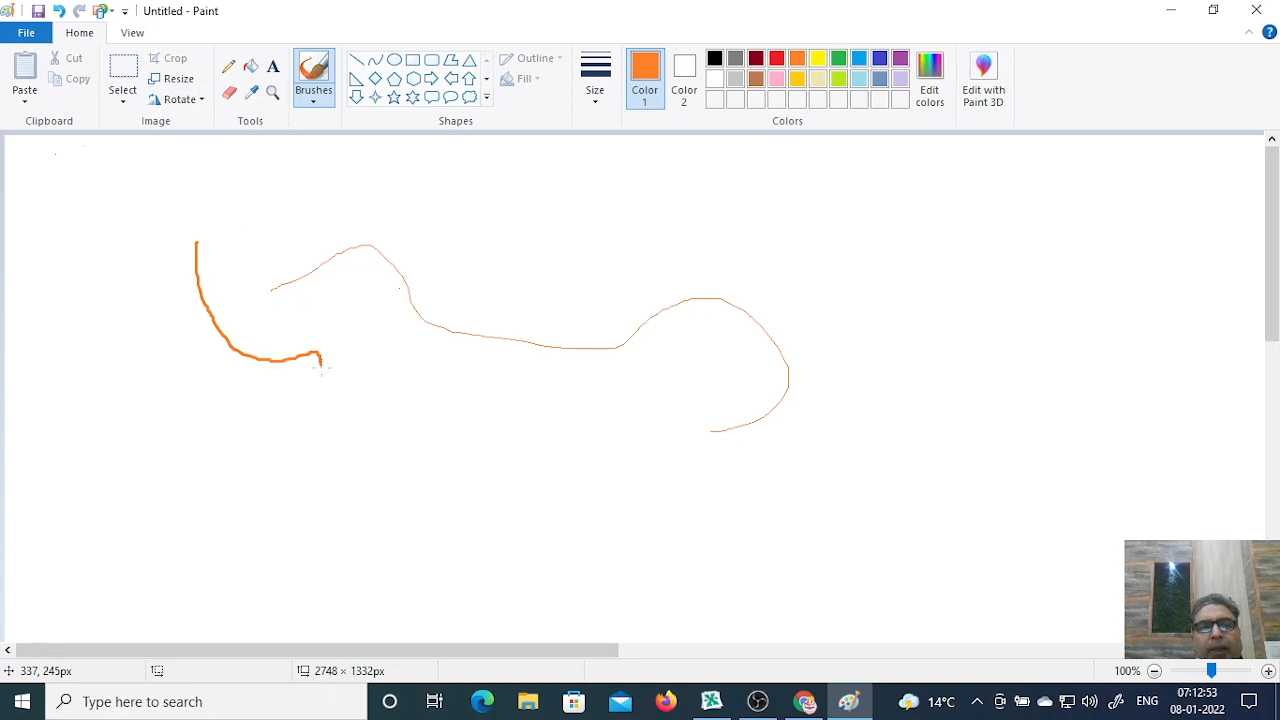 Untitled - Paint
File
Home
View
Paste
Cut
Copy
Clipboard
Select
Crop
Resize
Rotate
Image
A
Tools
Brushes
Outline
Fill
Shapes
Size
Color 1
Color 2
Edit colors
Colors
Edit with Paint 3D
337, 245px
2748 × 1332px
100%
Type here to search
14°C
ENG
07:12:53
08-01-2022